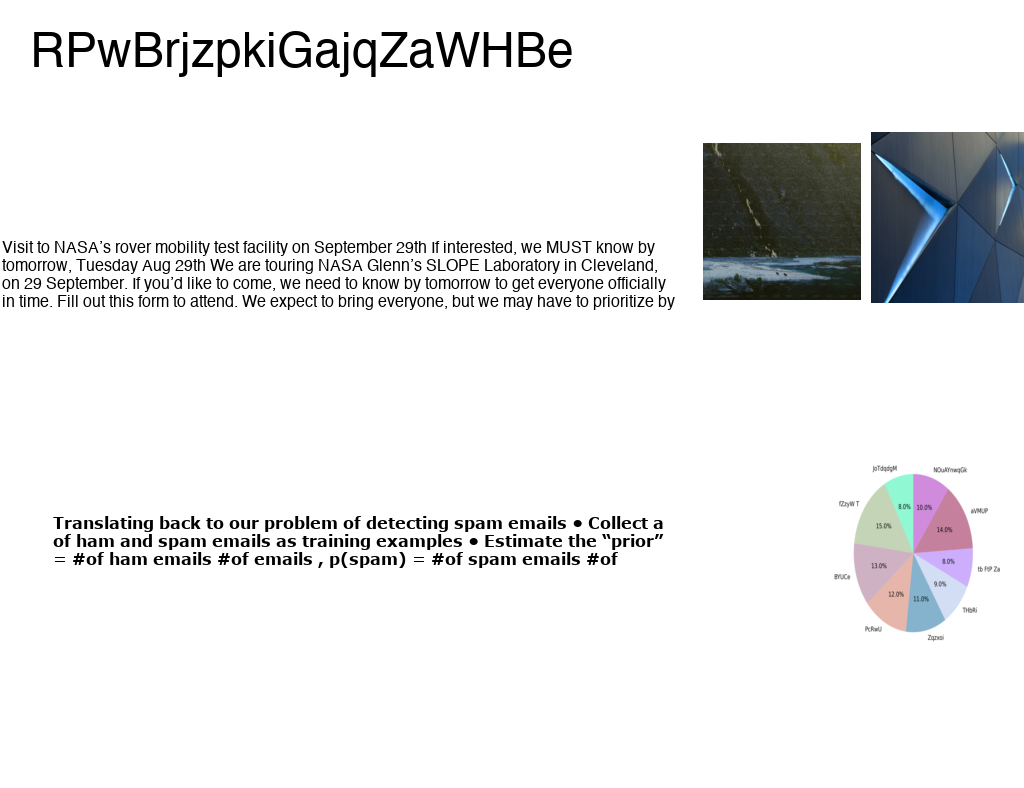 RPwBrjzpkiGajqZaWHBe
Visit to NASA’s rover mobility test facility on September 29th If interested, we MUST know by
tomorrow, Tuesday Aug 29th We are touring NASA Glenn’s SLOPE Laboratory in Cleveland,
on 29 September. If you’d like to come, we need to know by tomorrow to get everyone officially
in time. Fill out this form to attend. We expect to bring everyone, but we may have to prioritize by
Translating back to our problem of detecting spam emails • Collect a
of ham and spam emails as training examples • Estimate the “prior”
= #of ham emails #of emails , p(spam) = #of spam emails #of
JoTdqdgM
NOuAYnwqGk
fZzyW T
aVMUP
8.0%
10.0%
15.0%
14.0%
13.0%
8.0%
tb FtP Za
BYUCe
9.0%
12.0%
11.0%
THbRi
PcRwU
Zqzxoi